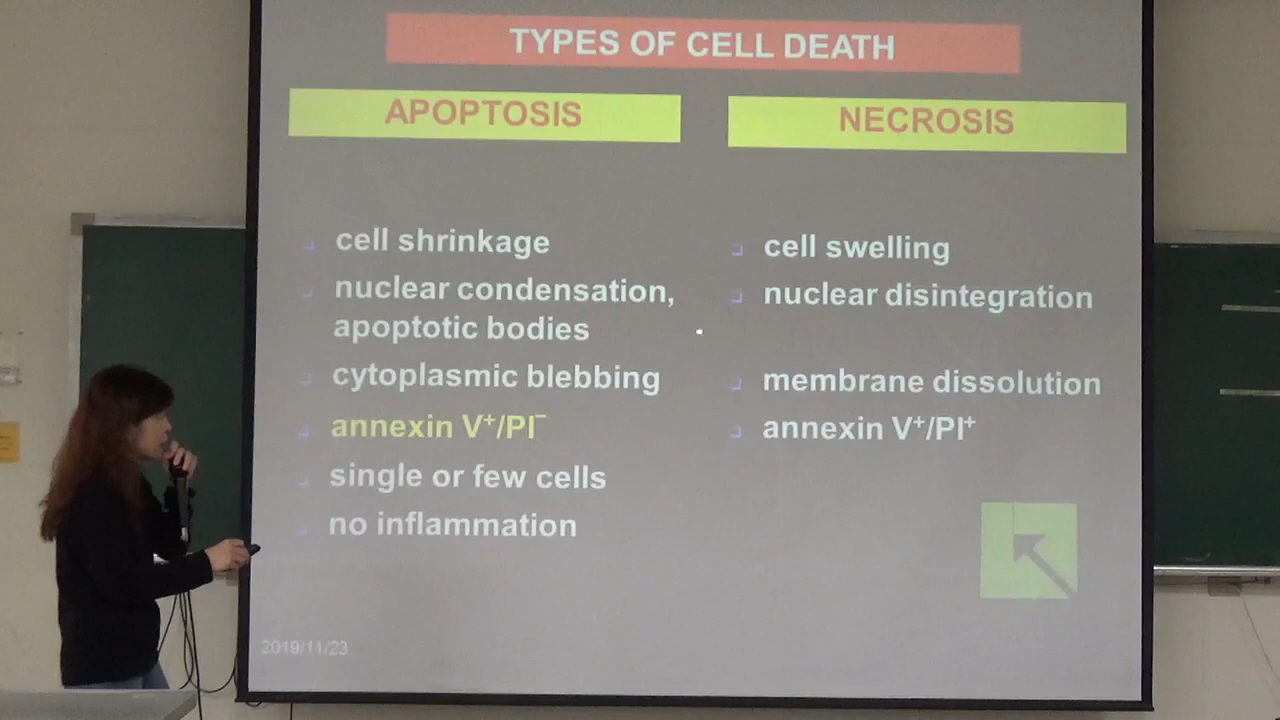 TYPES OF CELL DEATH
APOPTOSIS
cell shrinkage
nuclear condensation,
apoptotic bodies
cytoplasmic blebbing
annexin V⁺/PI⁻
single or few cells
no inflammation
NECROSIS
cell swelling
nuclear disintegration
membrane dissolution
annexin V⁺/PI⁺
2019/11/23